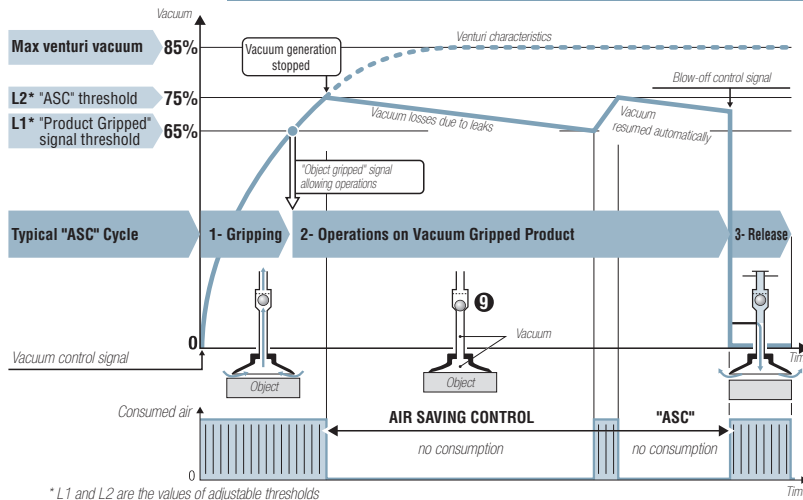 Vacuum
Max venturi vacuum 85%
Vacuum generation
stopped
Venturi characteristics
L2* "ASC" threshold 75%
Blow-off control signal
L1* "Product Gripped"
signal threshold
65%
Vacuum losses due to leaks
Vacuum
resumed automatically
"Object gripped" signal
allowing operations
Typical "ASC" Cycle
1- Gripping
2- Operations on Vacuum Gripped Product
3- Release
9
Vacuum
0
Tim
Vacuum control signal
Object
Object
Consumed air
AIR SAVING CONTROL
"ASC"
no consumption
no consumption
0
Tim
* L1 and L2 are the values of adjustable thresholds